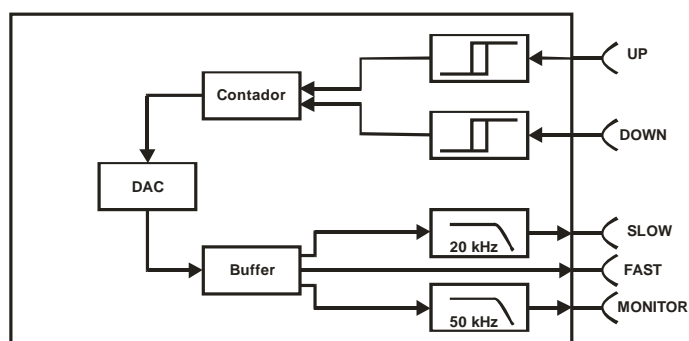 UP
Contador
DOWN
DAC
SLOW
20 kHz
Buffer
FAST
MONITOR
50 kHz